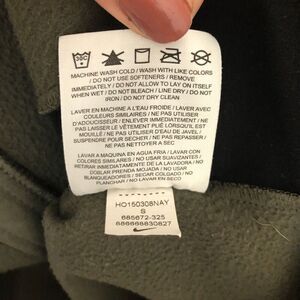 MACHINE WASH COLD / WASH WITH LIKE COLORS
/ DO NOT USE SOFTENERS / REMOVE
IMMEDIATELY / DO NOT ALLOW TO LAY ON ITSELF
WHEN WET / DO NOT BLEACH / LINE DRY / DO NOT
IRON / DO NOT DRY CLEAN
LAVER EN MACHINE A L'EAU FROIDE / LAVER AVEC
COULEURS SIMILAIRES / NE PAS UTILISER
D'ADOUCISSEUR / ENLEVER IMMEDIATEMENT / NE
PAS LAISSER LE VÊTEMENT PLIÉ LORSQU'IL EST
MOUILLÉ / NE PAS UTILISER D'EAU DE JAVEL /
SUSPENDRE POUR SECHER / NE PAS REPASSER /
NE PAS NETTOYER A SEC
LAVAR A MAQUINA EN AGUA FRIA / LAVAR CON
COLORES SIMILARES / NO USAR SUAVIZANTES /
RETIRAR INMEDIATAMENTE DE LA LAVADORA / NO
DOBLAR PRENDA MOJADA / NO USAR
BLANQUEADORES / SECAR COLGADO / NO
PLANCHAR / NO LAVAR EN SECO
HO150308NAY
S
685672-325
666668830827